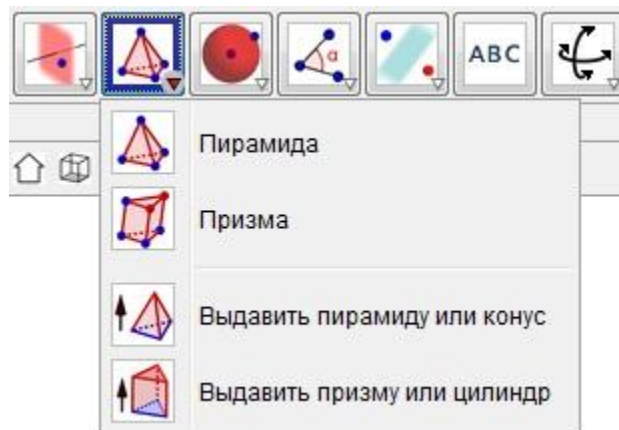 α
ABC
Пирамида
Призма
Выдавить пирамиду или конус
Выдавить призму или цилиндр